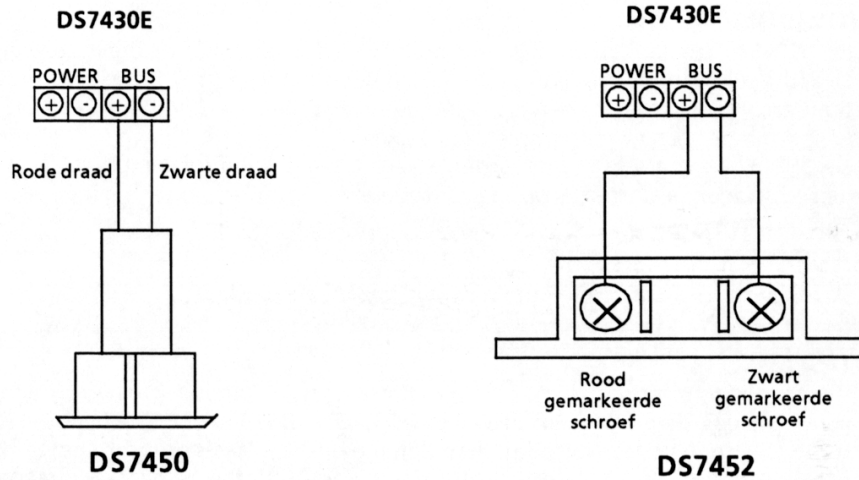 DS7430E
POWER BUS
+ - + -
Rode draad Zwarte draad
DS7450
DS7430E
POWER BUS
+ - + -
Rood
gemarkeerde
schroef
Zwart
gemarkeerde
schroef
DS7452